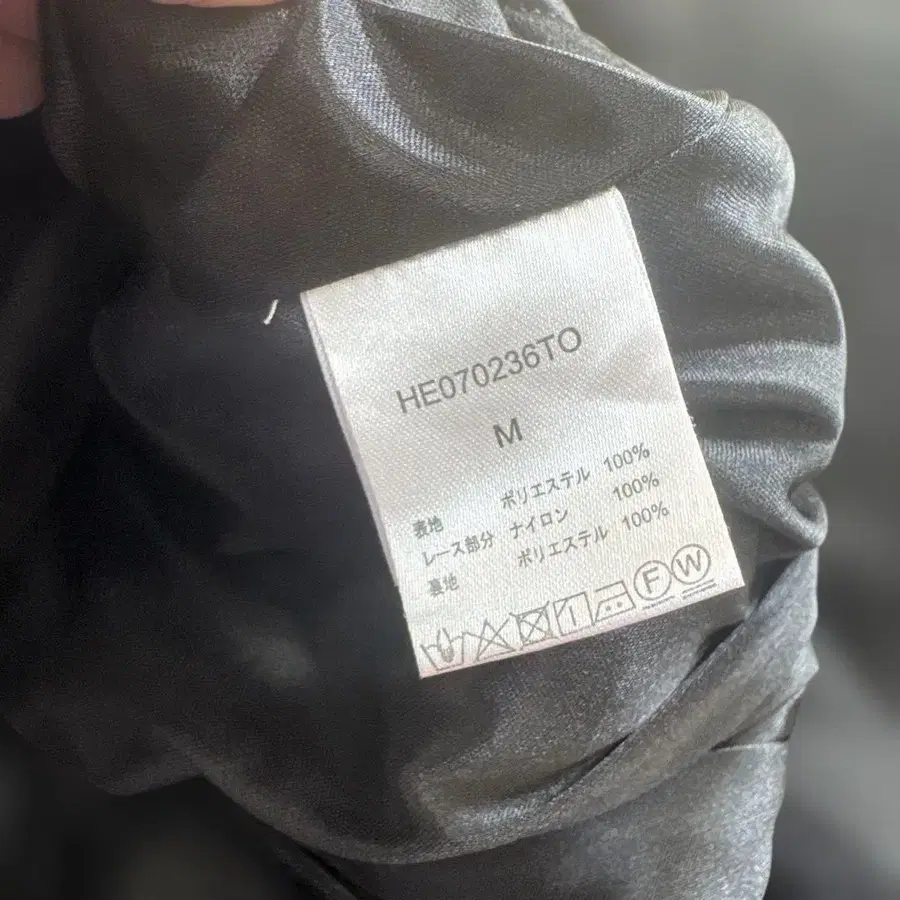 HE070236TO
M
表地 ポリエステル 100%
レース部分 ナイロン 100%
裏地 ポリエステル 100%
F W